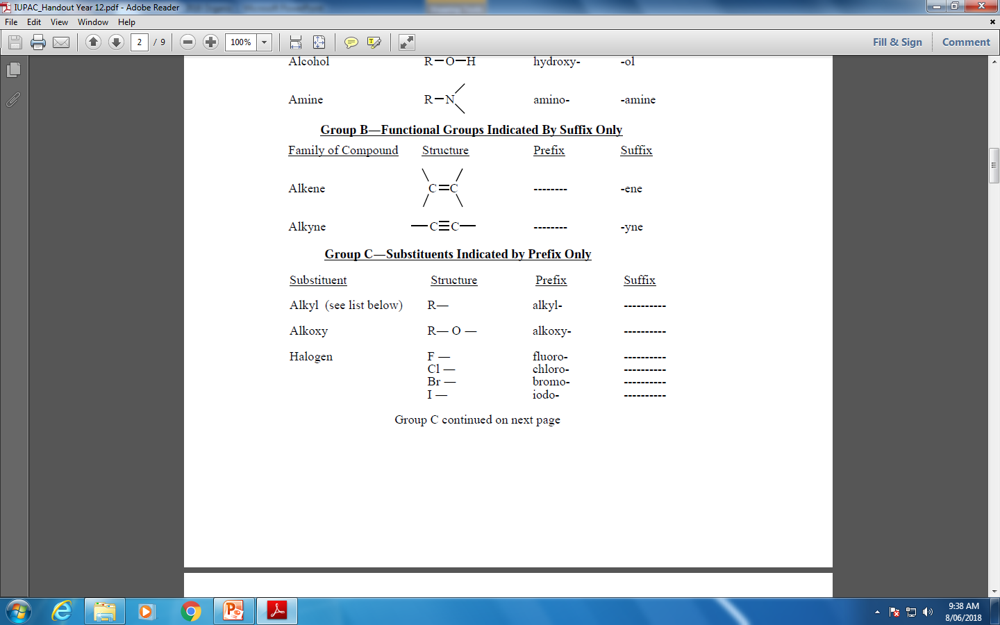 IUPAC_Handout Year 12.pdf - Adobe Reader
File Edit View Window Help
2 / 9 100% Fill & Sign Comment
Alcohol R—O—H hydroxy- -ol
Amine R—N amino- -amine
Group B—Functional Groups Indicated By Suffix Only
Family of Compound Structure Prefix Suffix
Alkene C=C -------- -ene
Alkyne —C≡C— -------- -yne
Group C—Substituents Indicated by Prefix Only
Substituent Structure Prefix Suffix
Alkyl (see list below) R— alkyl- ----------
Alkoxy R— O — alkoxy- ----------
Halogen F — fluoro- ----------
Cl — chloro- ----------
Br — bromo- ----------
I — iodo- ----------
Group C continued on next page
9:38 AM
8/06/2018